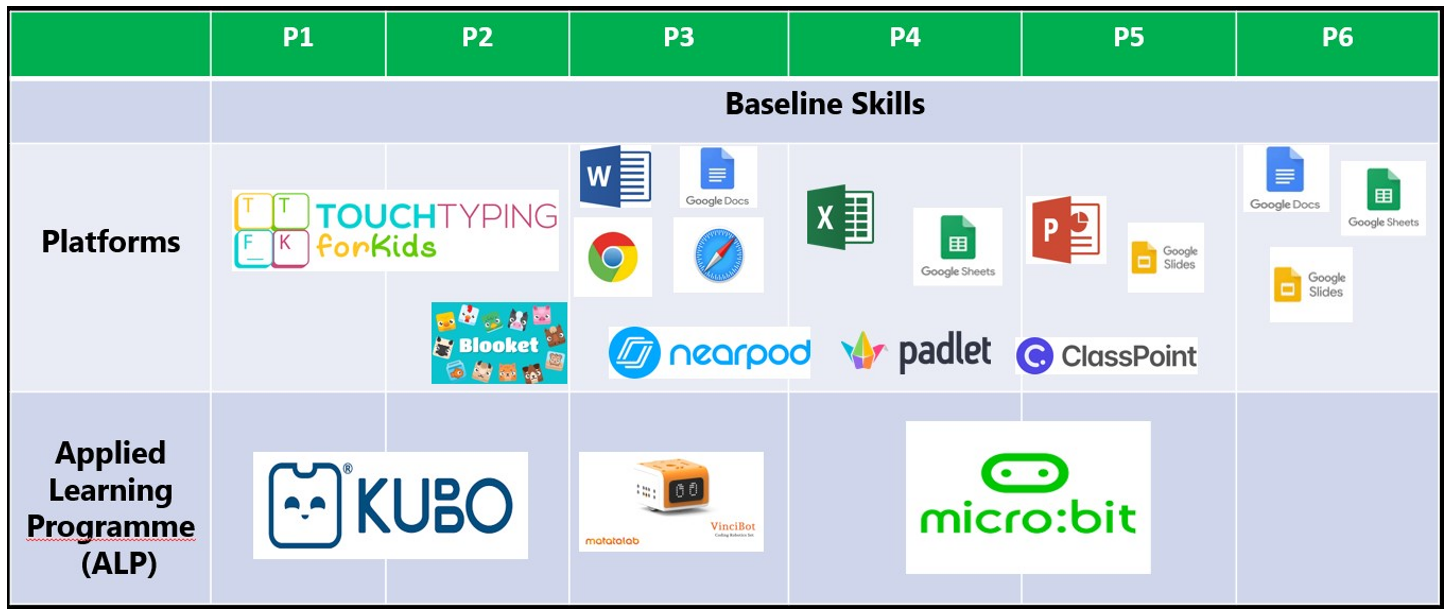 P1 P2 P3 P4 P5 P6
Baseline Skills
Platforms
T T
F K
TOUCHTYPING
forKids
Blooket
W
Google Docs
nearpod
X
Google Sheets
padlet
P
Google
Slides
ClassPoint
Google Docs
Google Sheets
Google
Slides
Applied
Learning
Programme
(ALP)
KUBO®
matatalab
VinciBot
Coding Robotics Set
micro:bit